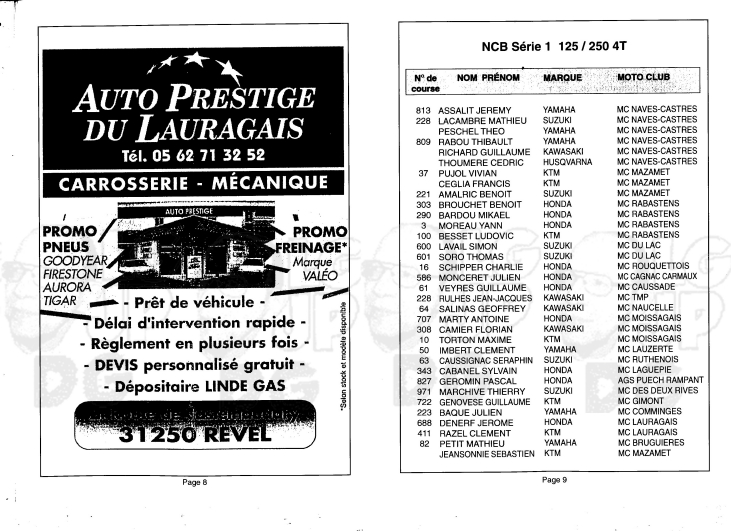 AUTO PRESTIGE
DU LAURAGAIS
Tél. 05 62 71 32 52
CARROSSERIE - MÉCANIQUE
AUTO PRESTIGE
PROMO
PNEUS
GOODYEAR
FIRESTONE
AURORA
TIGAR
PROMO
FREINAGE*
Marque
VALÉO
- Prêt de véhicule -
- Délai d'intervention rapide -
- Règlement en plusieurs fois -
- DEVIS personnalisé gratuit -
- Dépositaire LINDE GAS
*Selon stock et modèle disponible
31250 REVEL
Page 8
NCB Série 1 125 / 250 4T
N° de course NOM PRÉNOM MARQUE MOTO CLUB
813 ASSALIT JEREMY YAMAHA MC NAVES-CASTRES
228 LACAMBRE MATHIEU SUZUKI MC NAVES-CASTRES
PESCHEL THEO YAMAHA MC NAVES-CASTRES
809 RABOU THIBAULT YAMAHA MC NAVES-CASTRES
RICHARD GUILLAUME KAWASAKI MC NAVES-CASTRES
THOUMERE CEDRIC HUSQVARNA MC NAVES-CASTRES
37 PUJOL VIVIAN KTM MC MAZAMET
CEGLIA FRANCIS KTM MC MAZAMET
221 AMALRIC BENOIT SUZUKI MC MAZAMET
303 BROUCHET BENOIT HONDA MC RABASTENS
290 BARDOU MIKAEL HONDA MC RABASTENS
3 MOREAU YANN HONDA MC RABASTENS
100 BESSET LUDOVIC KTM MC RABASTENS
600 LAVAIL SIMON SUZUKI MC DU LAC
601 SORO THOMAS SUZUKI MC DU LAC
16 SCHIPPER CHARLIE HONDA MC ROUQUETTOIS
586 MONCERET JULIEN HONDA MC CAGNAC CARMAUX
61 VEYRES GUILLAUME HONDA MC CAUSSADE
228 RULHES JEAN-JACQUES KAWASAKI MC TMP
64 SALINAS GEOFFREY KAWASAKI MC NAUCELLE
707 MARTY ANTOINE HONDA MC MOISSAGAIS
308 CAMIER FLORIAN KAWASAKI MC MOISSAGAIS
10 TORTON MAXIME KTM MC MOISSAGAIS
50 IMBERT CLEMENT YAMAHA MC LAUZERTE
63 CAUSSIGNAC SERAPHIN SUZUKI MC RUTHENOIS
343 CABANEL SYLVAIN HONDA MC LAGUEPIE
827 GEROMIN PASCAL HONDA AGS PUECH RAMPANT
971 MARCHIVE THIERRY SUZUKI MC DES DEUX RIVES
722 GENOVESE GUILLAUME KTM MC GIMONT
223 BAQUE JULIEN YAMAHA MC COMMINGES
688 DENERF JEROME HONDA MC LAURAGAIS
411 RAZEL CLEMENT KTM MC LAURAGAIS
82 PETIT MATHIEU YAMAHA MC BRUGUIERES
JEANSONNIE SEBASTIEN KTM MC MAZAMET
Page 9